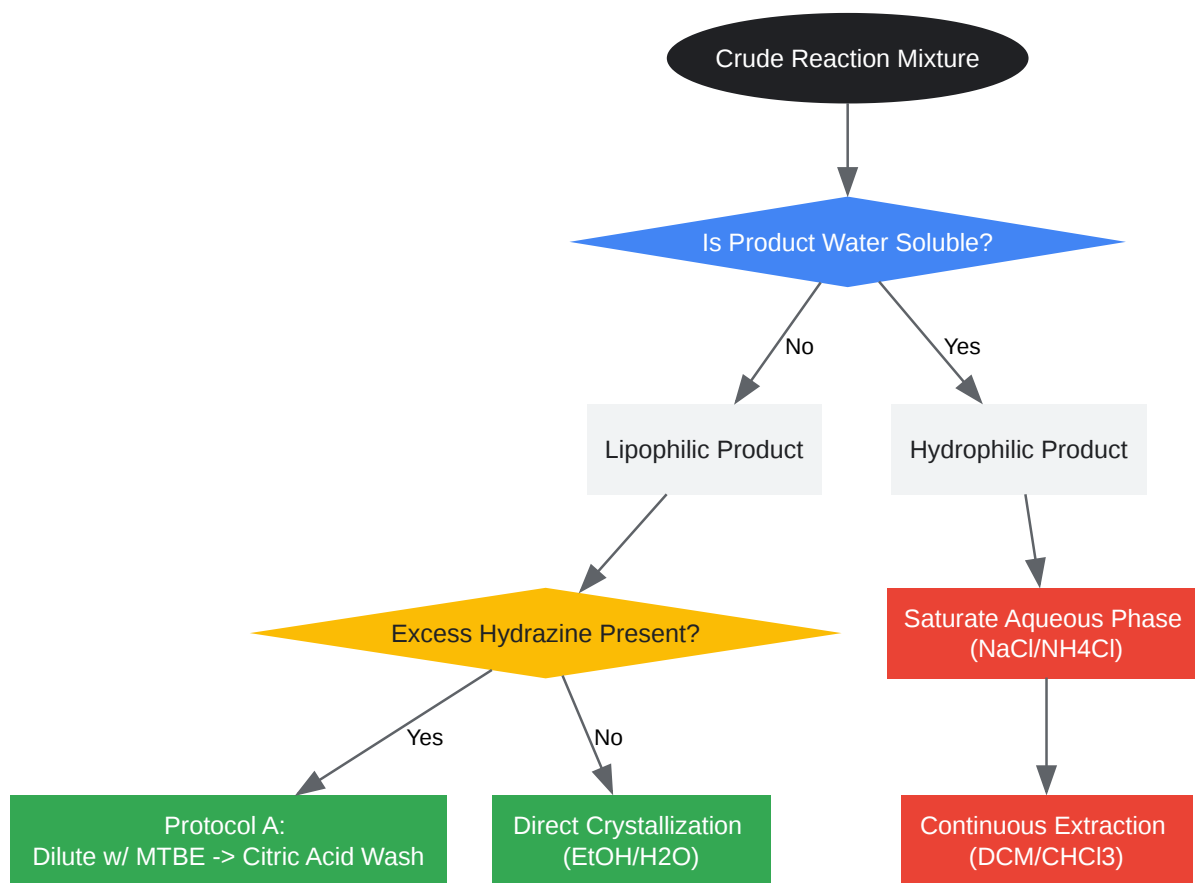 Crude Reaction Mixture
Is Product Water Soluble?
No
Yes
Lipophilic Product
Hydrophilic Product
Excess Hydrazine Present?
Saturate Aqueous Phase
(NaCl/NH4Cl)
Yes
No
Protocol A:
Dilute w/ MTBE -> Citric Acid Wash
Direct Crystallization
(EtOH/H2O)
Continuous Extraction
(DCM/CHCl3)